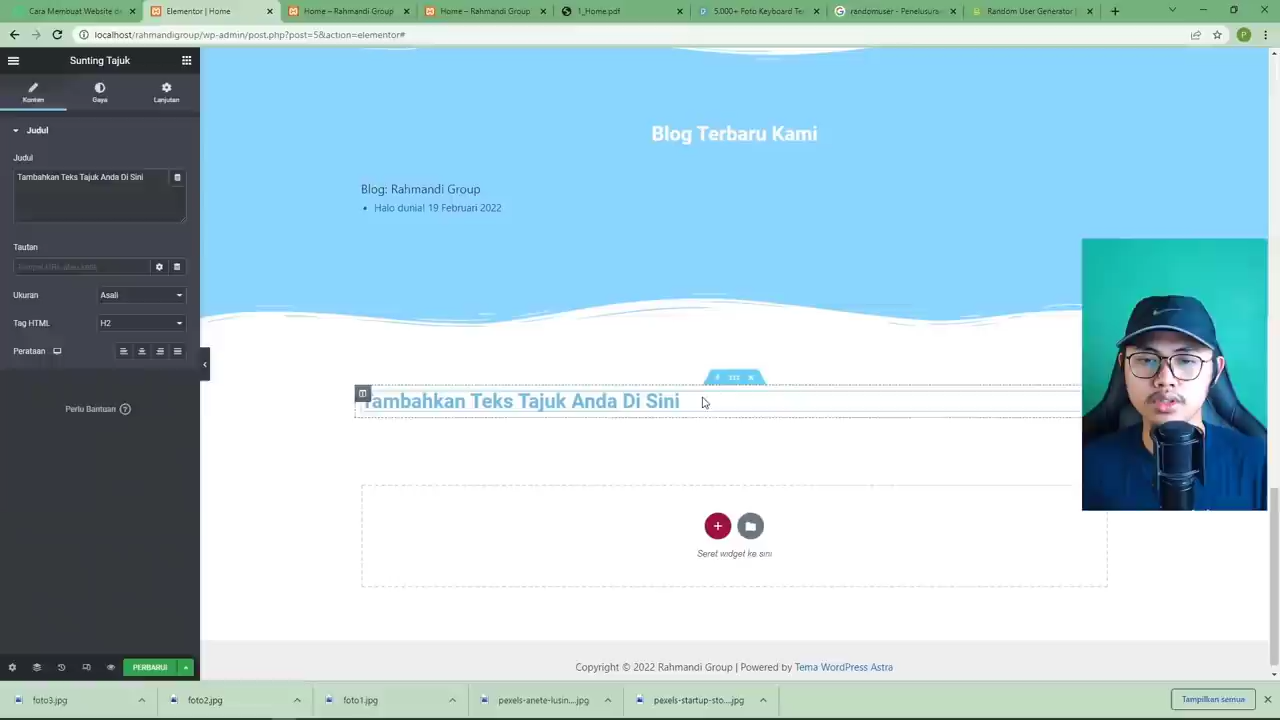 Cara Membuat Website de
Elementor | Home
Home – Rahmandi Group
Home – Rahmandi Group
1_Home.pdf
5.000+ Foto Keyboard Te
randomuser - Penelusura
Random User Generator |
localhost/rahmandigroup/wp-admin/post.php?post=5&action=elementor#
P
Sunting Tajuk
Konten
Gaya
Lanjutan
Judul
Judul
Tambahkan Teks Tajuk Anda Di Sini
Tautan
Ukuran
Asali
Tag HTML
H2
Perataan
Perlu Bantuan
PERBARUI
Blog Terbaru Kami
Blog: Rahmandi Group
Halo dunia! 19 Februari 2022
Tambahkan Teks Tajuk Anda Di Sini
Seret widget ke sini
Copyright © 2022 Rahmandi Group | Powered by Tema WordPress Astra
foto3.jpg
foto2.jpg
foto1.jpg
pexels-anete-lusin....jpg
pexels-startup-sto....jpg
Tampilkan semua